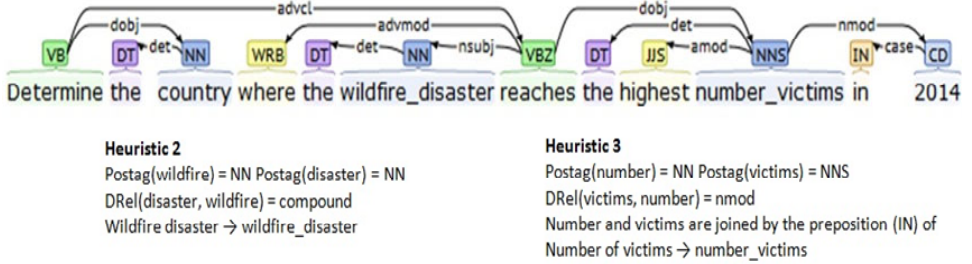 advcl dobj
dobj advmod det nmod
det det nsubj amod case
VB DT NN WRB DT NN VBZ DT JJS NNS IN CD
Determine the country where the wildfire_disaster reaches the highest number_victims in 2014
Heuristic 2
Postag(wildfire) = NN Postag(disaster) = NN
DRel(disaster, wildfire) = compound
Wildfire disaster → wildfire_disaster
Heuristic 3
Postag(number) = NN Postag(victims) = NNS
DRel(victims, number) = nmod
Number and victims are joined by the preposition (IN) of
Number of victims → number_victims